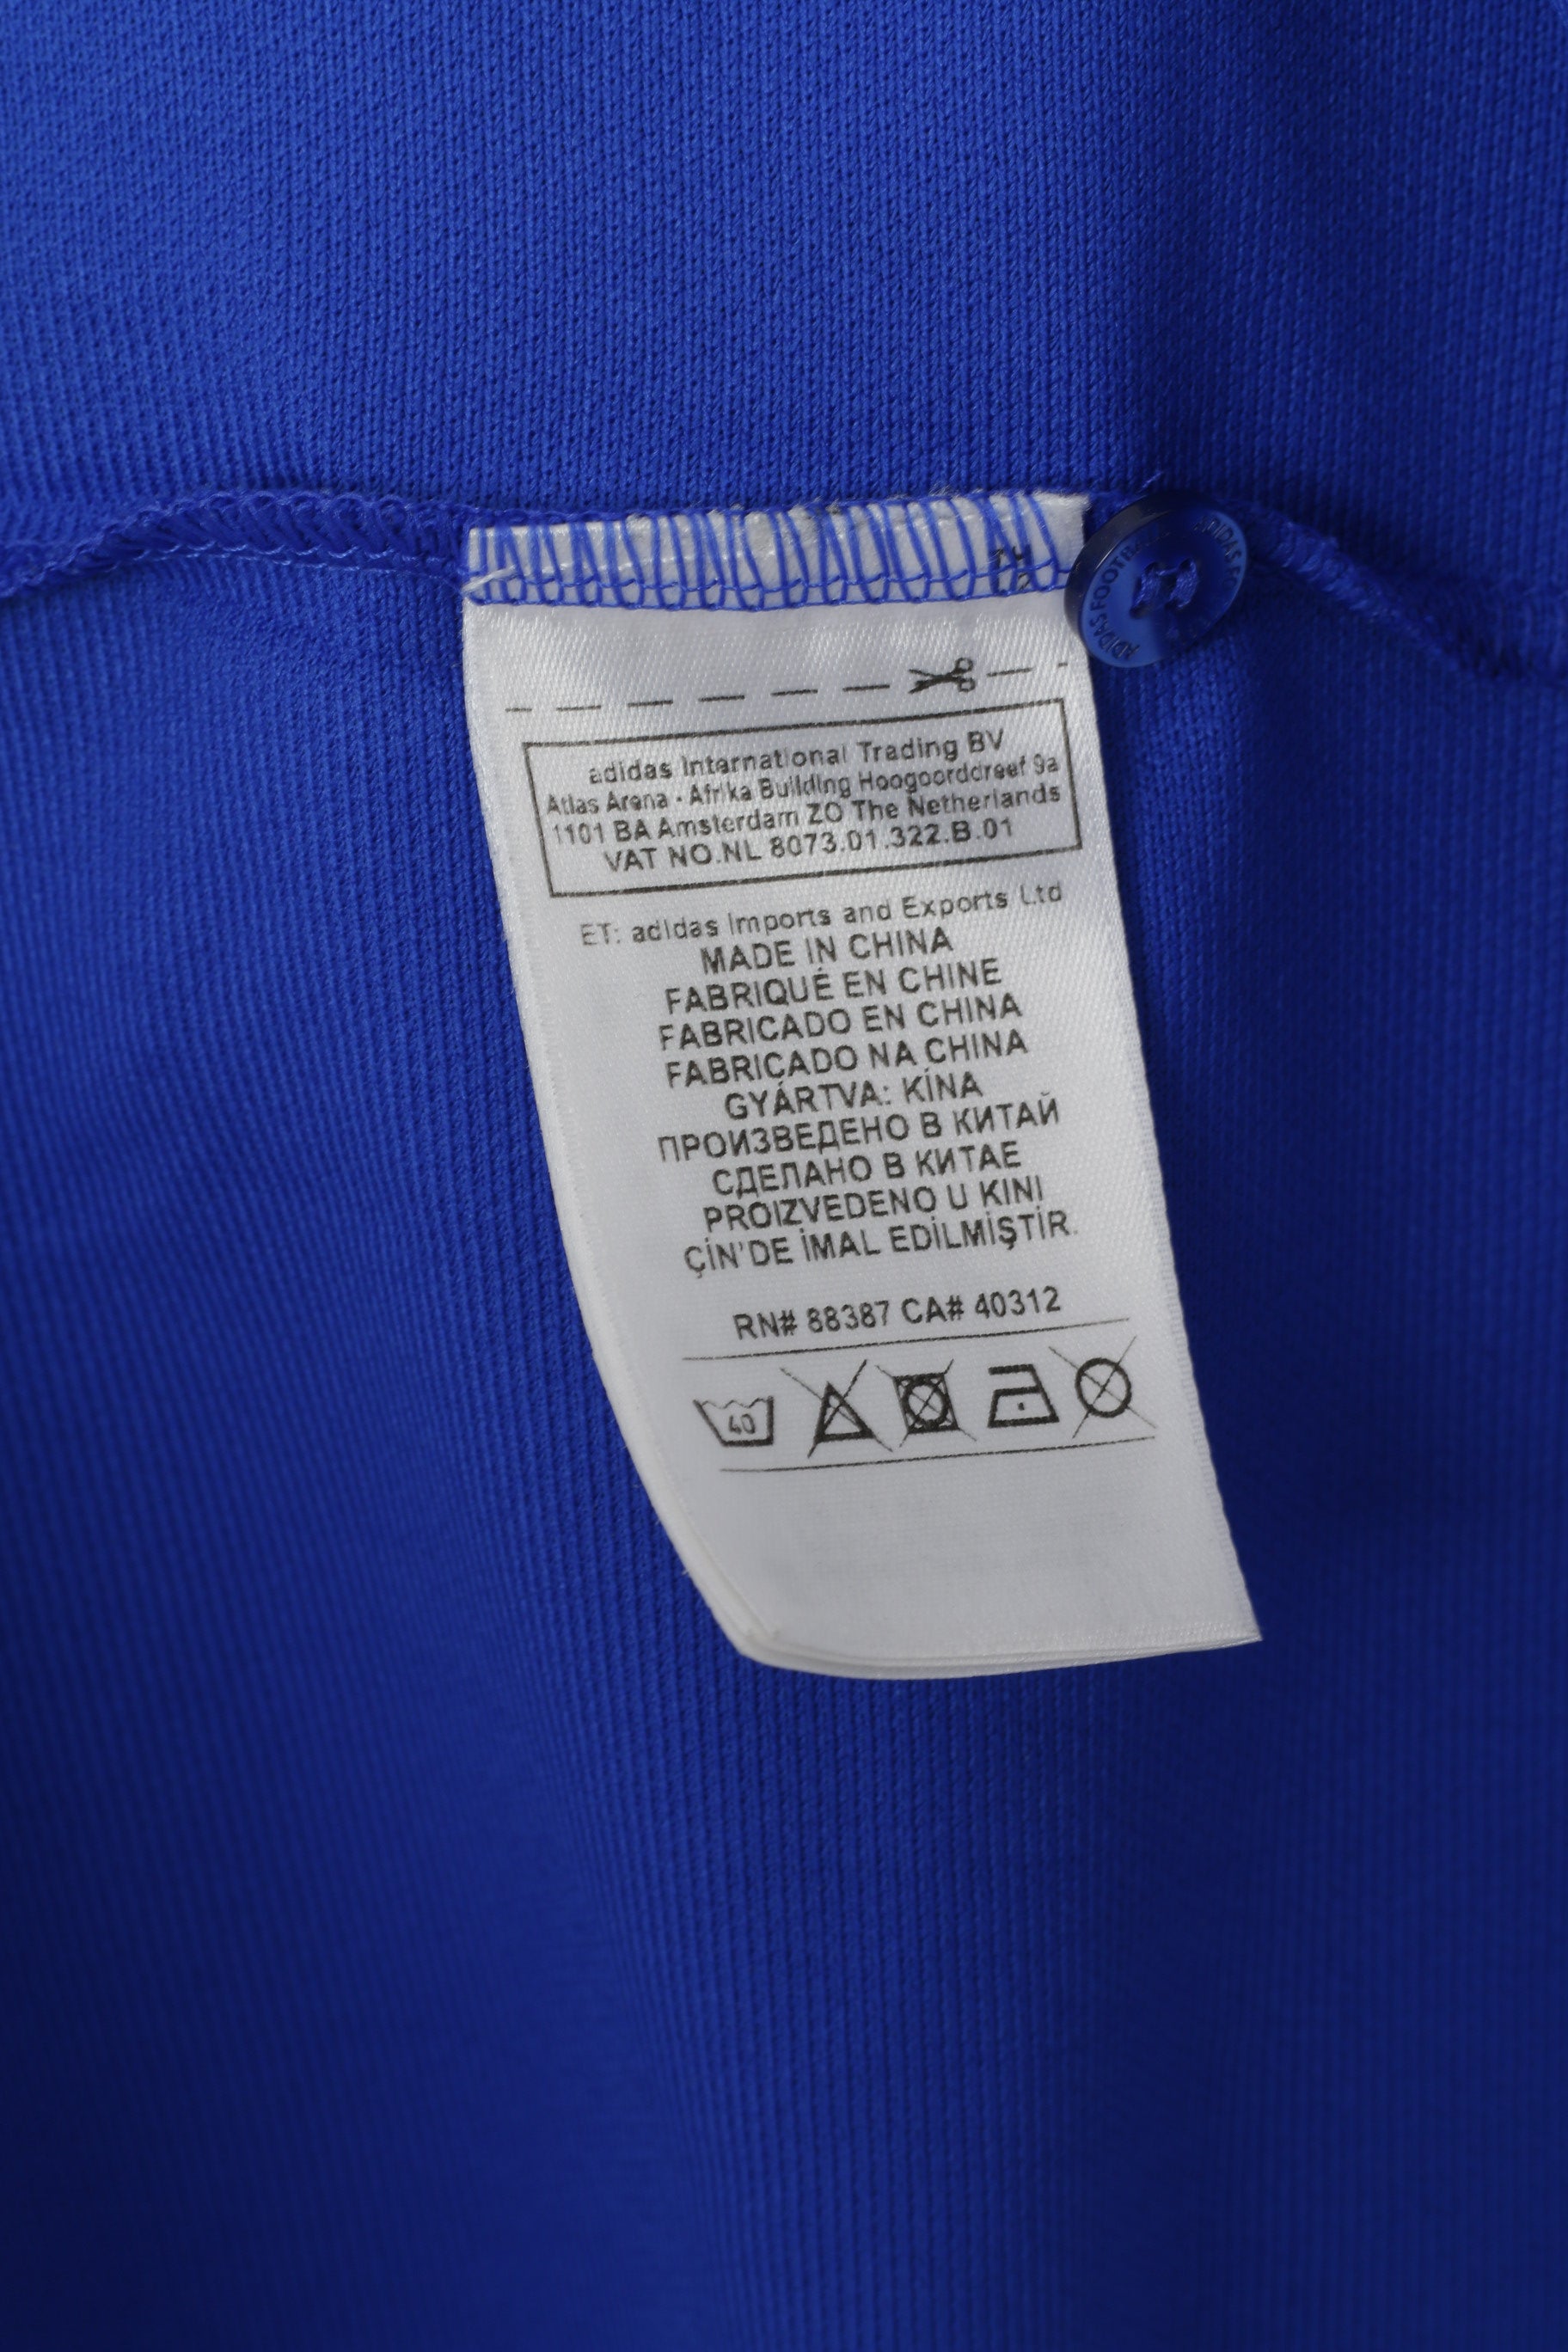 adidas International Trading BV
Atlas Arena - Afrika Building Hoogoorddreef 9a
1101 BA Amsterdam ZO The Netherlands
VAT NO.NL 8073.01.322.B.01
ET: adidas Imports and Exports Ltd
MADE IN CHINA
FABRIQUÉ EN CHINE
FABRICADO EN CHINA
FABRICADO NA CHINA
GYÁRTVA: KÍNA
ПРОИЗВЕДЕНО В КИТАЙ
СДЕЛАНО В КИТАЕ
PROIZVEDENO U KINI
ÇİN'DE İMAL EDİLMİŞTİR.
RN# 88387 CA# 40312
40
ADIDAS
ADIDAS